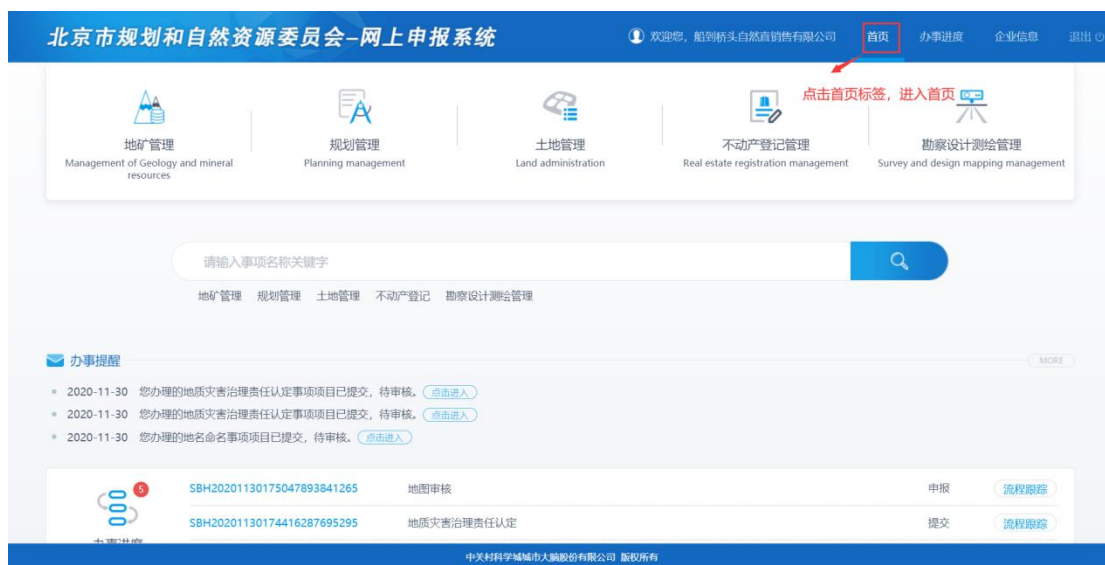 北京市规划和自然资源委员会-网上申报系统
欢迎您，船到桥头自然直销售有限公司
首页
办事进度
企业信息
退出
点击首页标签，进入首页
地矿管理
Management of Geology and mineral
resources
规划管理
Planning management
土地管理
Land administration
不动产登记管理
Real estate registration management
勘察设计测绘管理
Survey and design mapping management
请输入事项名称关键字
地矿管理 规划管理 土地管理 不动产登记 勘察设计测绘管理
办事提醒
MORE
2020-11-30 您办理的地质灾害治理责任认定事项项目已提交，待审核。 点击进入
2020-11-30 您办理的地质灾害治理责任认定事项项目已提交，待审核。 点击进入
2020-11-30 您办理的地名命名事项项目已提交，待审核。 点击进入
5
SBH20201130175047893841265 地图审核 申报 流程跟踪
SBH20201130174416287695295 地质灾害治理责任认定 提交 流程跟踪
办事进度
中关村科学城城市大脑股份有限公司 版权所有